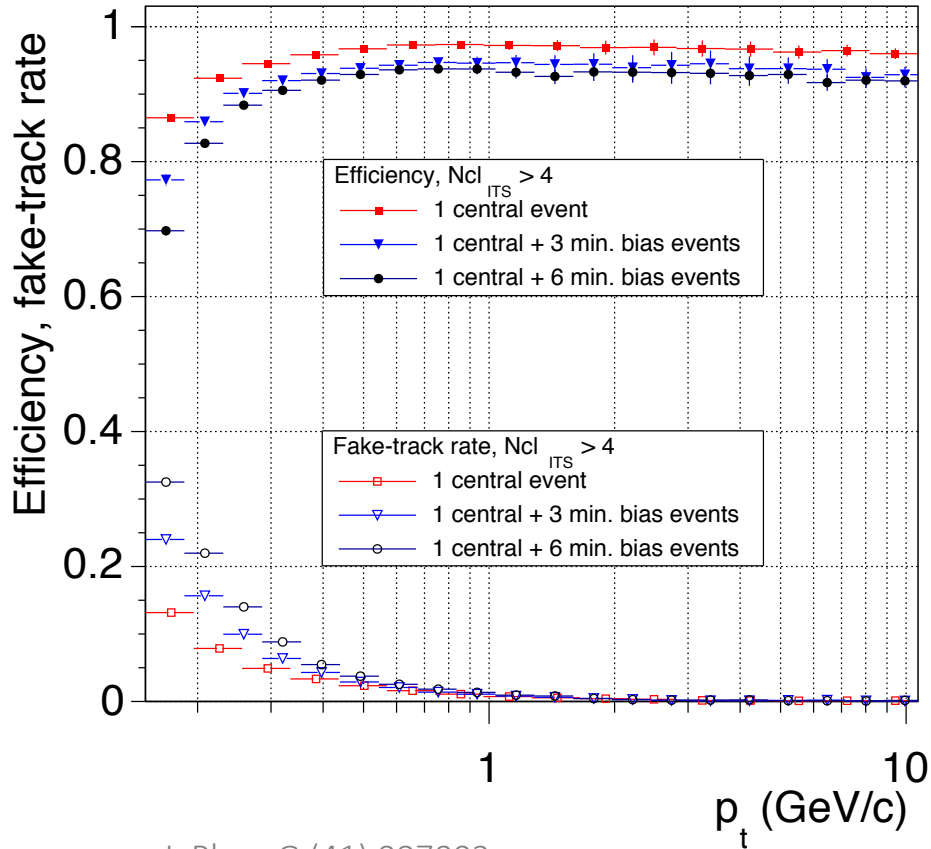 Efficiency, fake-track rate
1
0.8
0.6
0.4
0.2
0
Efficiency, Ncl ITS > 4
1 central event
1 central + 3 min. bias events
1 central + 6 min. bias events
Fake-track rate, Ncl ITS > 4
1 central event
1 central + 3 min. bias events
1 central + 6 min. bias events
1 10
p t (GeV/c)